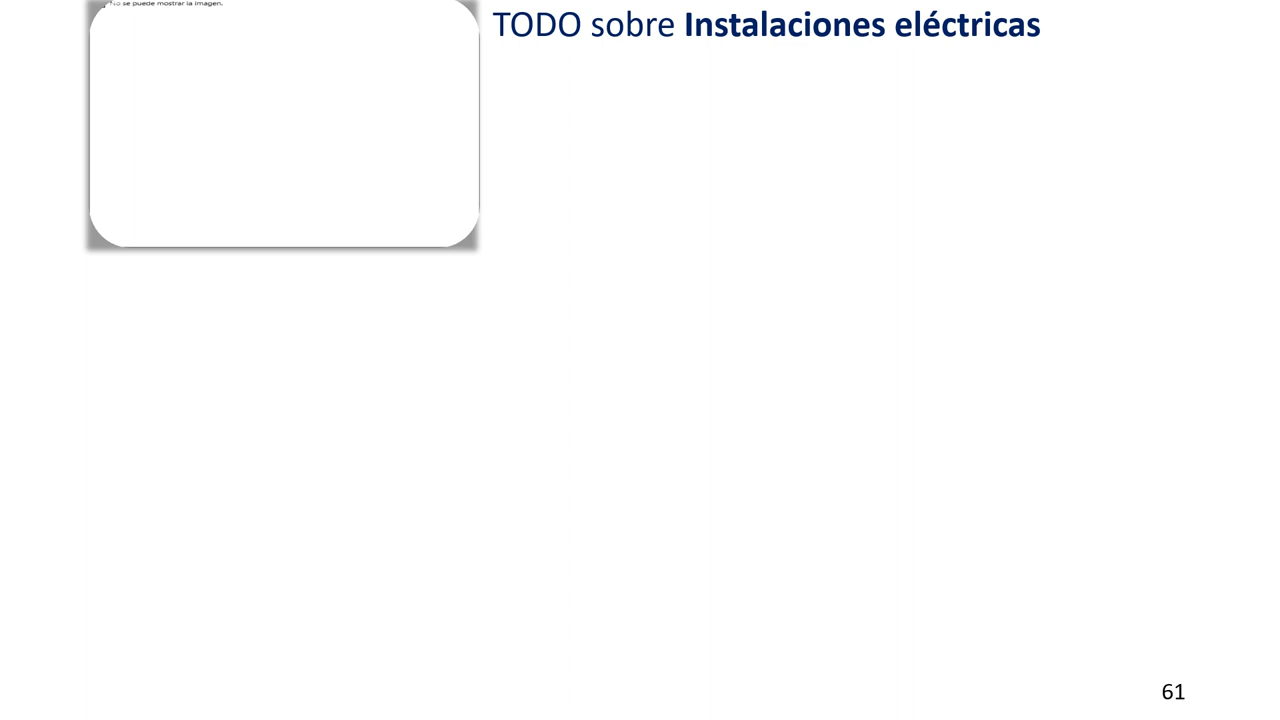 No se puede mostrar la imagen.
TODO sobre Instalaciones eléctricas
61